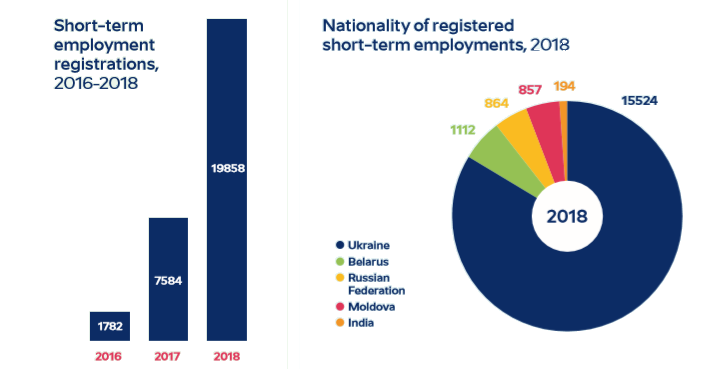 Short-term
employment
registrations,
2016-2018
19858
7584
1782
2016 2017 2018
Nationality of registered
short-term employments, 2018
194
857
864
1112
15524
2018
Ukraine
Belarus
Russian
Federation
Moldova
India